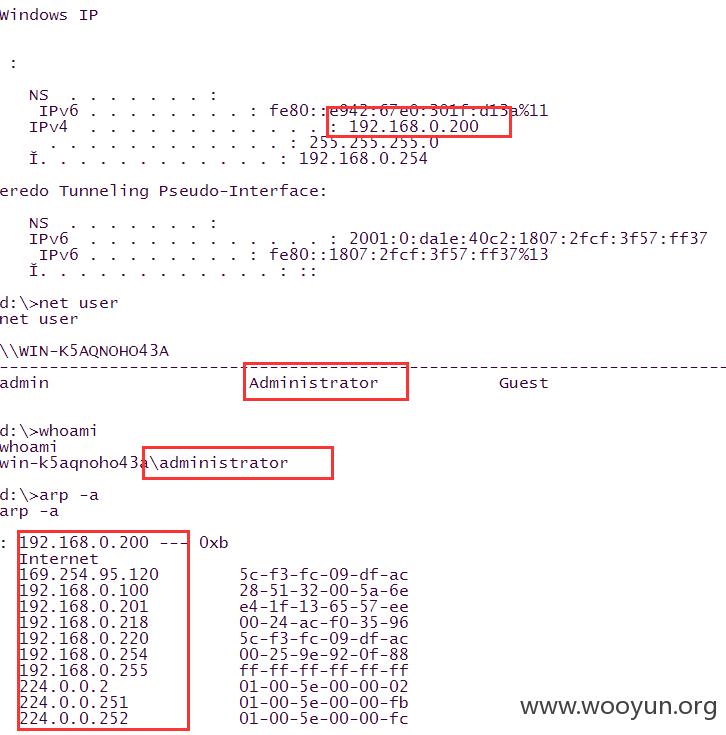 Windows IP
:
NS . . . . . . . :
IPv6 . . . . . . . . . : fe80::e942:67e0:301f:d13a%11
IPv4 . . . . . . . . . . . . : 192.168.0.200
. . . . . . . . . . . . : 255.255.255.0
Ĭ. . . . . . . . . . . . . : 192.168.0.254
eredo Tunneling Pseudo-Interface:
NS . . . . . . . :
IPv6 . . . . . . . . . . . . : 2001:0:da1e:40c2:1807:2fcf:3f57:ff37
IPv6 . . . . . . . . . : fe80::1807:2fcf:3f57:ff37%13
Ĭ. . . . . . . . . . . . . : ::
d:\>net user
net user
\\WIN-K5AQNOHO43A
-------------------------------------------------------------------------------
admin Administrator Guest
d:\>whoami
whoami
win-k5aqnoho43a\administrator
d:\>arp -a
arp -a
: 192.168.0.200 --- 0xb
Internet
169.254.95.120 5c-f3-fc-09-df-ac
192.168.0.100 28-51-32-00-5a-6e
192.168.0.201 e4-1f-13-65-57-ee
192.168.0.218 00-24-ac-f0-35-96
192.168.0.220 5c-f3-fc-09-df-ac
192.168.0.254 00-25-9e-92-0f-88
192.168.0.255 ff-ff-ff-ff-ff-ff
224.0.0.2 01-00-5e-00-00-02
224.0.0.251 01-00-5e-00-00-fb
224.0.0.252 01-00-5e-00-00-fc
www.wooyun.org